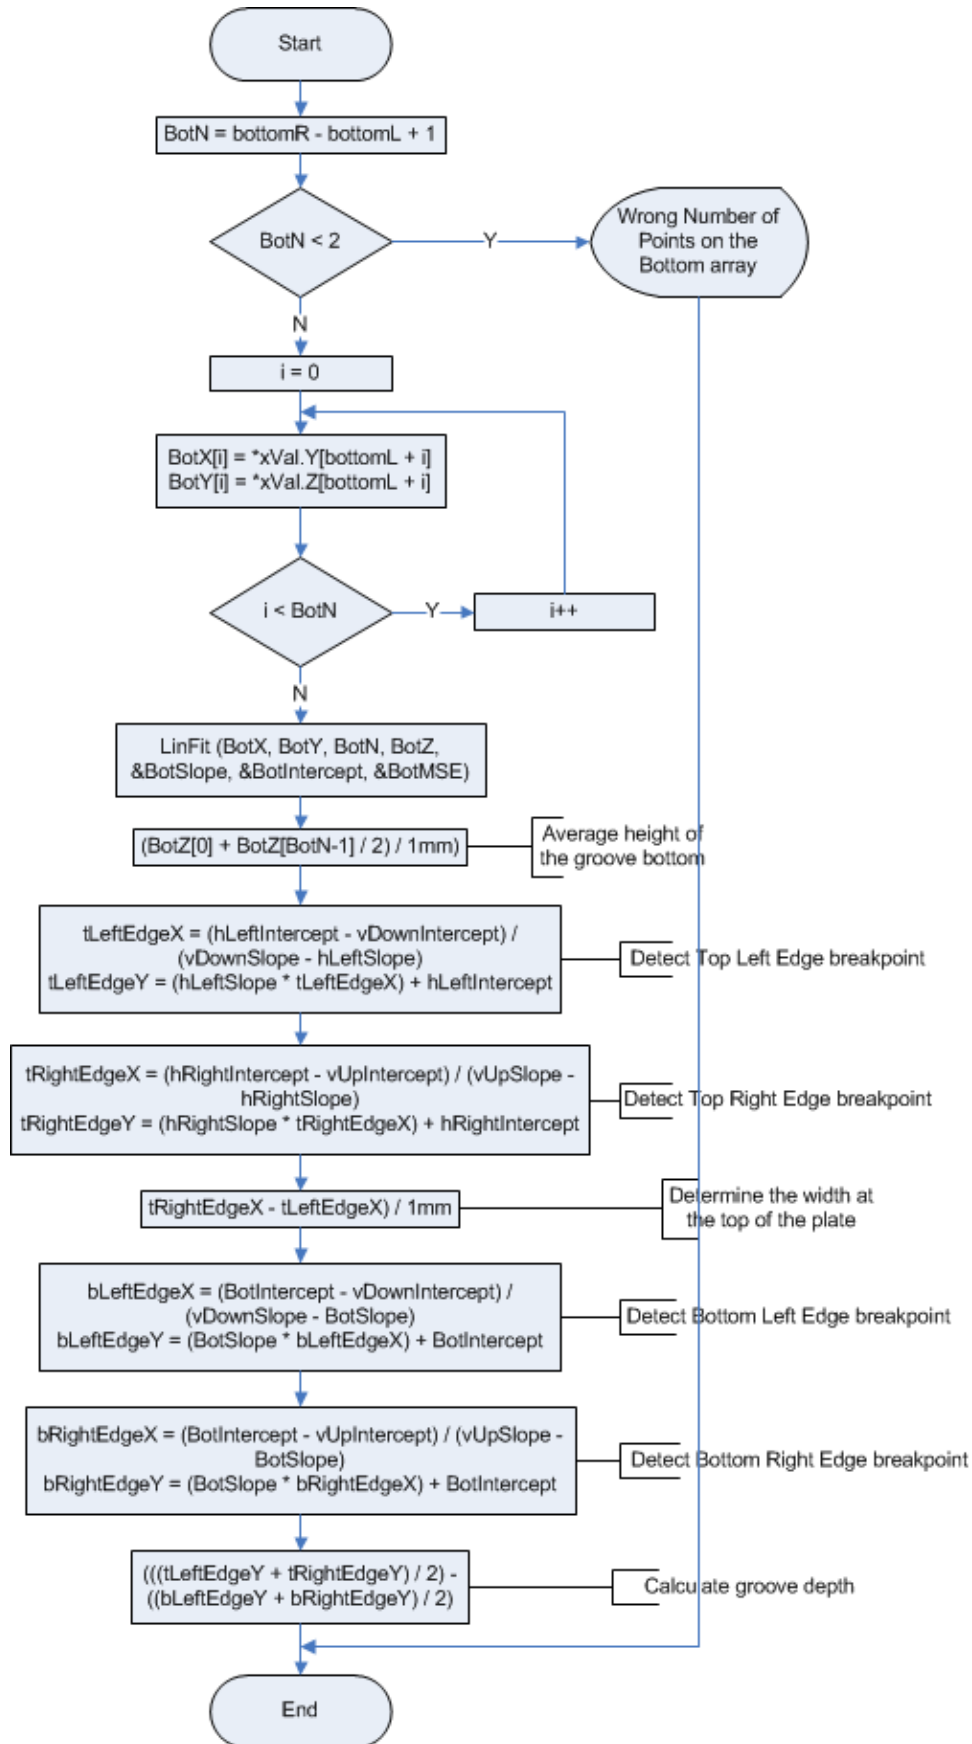 Start
BotN = bottomR - bottomL + 1
BotN < 2
Y
Wrong Number of
Points on the
Bottom array
N
i = 0
BotX[i] = *xVal.Y[bottomL + i]
BotY[i] = *xVal.Z[bottomL + i]
i < BotN
Y
i++
N
LinFit (BotX, BotY, BotN, BotZ,
&BotSlope, &BotIntercept, &BotMSE)
(BotZ[0] + BotZ[BotN-1] / 2) / 1mm)
Average height of
the groove bottom
tLeftEdgeX = (hLeftIntercept - vDownIntercept) /
(vDownSlope - hLeftSlope)
tLeftEdgeY = (hLeftSlope * tLeftEdgeX) + hLeftIntercept
Detect Top Left Edge breakpoint
tRightEdgeX = (hRightIntercept - vUpIntercept) / (vUpSlope -
hRightSlope)
tRightEdgeY = (hRightSlope * tRightEdgeX) + hRightIntercept
Detect Top Right Edge breakpoint
tRightEdgeX - tLeftEdgeX) / 1mm
Determine the width at
the top of the plate
bLeftEdgeX = (BotIntercept - vDownIntercept) /
(vDownSlope - BotSlope)
bLeftEdgeY = (BotSlope * bLeftEdgeX) + BotIntercept
Detect Bottom Left Edge breakpoint
bRightEdgeX = (BotIntercept - vUpIntercept) / (vUpSlope -
BotSlope)
bRightEdgeY = (BotSlope * bRightEdgeX) + BotIntercept
Detect Bottom Right Edge breakpoint
(((tLeftEdgeY + tRightEdgeY) / 2) -
((bLeftEdgeY + bRightEdgeY) / 2)
Calculate groove depth
End